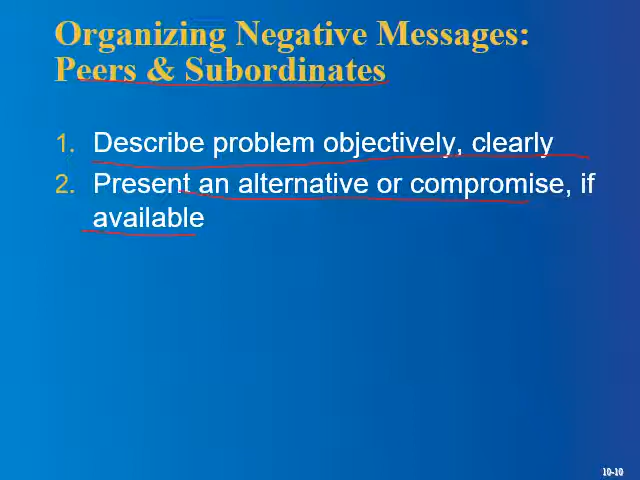 Organizing Negative Messages:
Peers & Subordinates
1. Describe problem objectively, clearly
2. Present an alternative or compromise, if
available
10-10